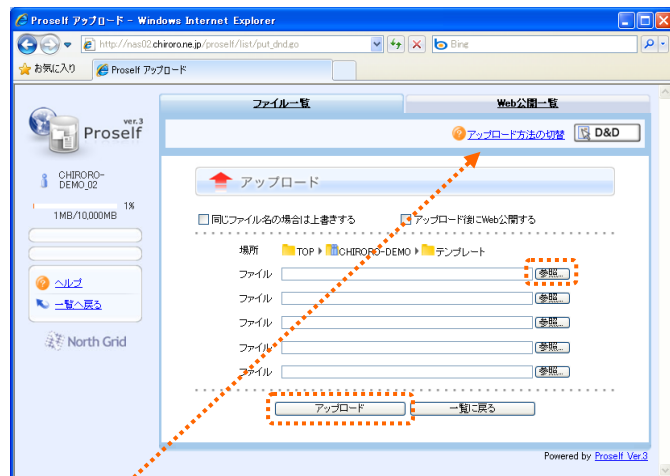 Proself アップロード - Windows Internet Explorer
http://nas02.chiroro.ne.jp/proself/list/put_dnd.go
Bing
お気に入り
Proself アップロード
ファイル一覧
Web公開一覧
ver.3
Proself
アップロード方法の切替
D&D
CHIRORO-
DEMO_02
1%
1MB/10,000MB
アップロード
同じファイル名の場合は上書きする
アップロード後にWeb公開する
場所 TOP CHIRORO-DEMO テンプレート
ファイル 参照...
ファイル 参照...
ファイル 参照...
ファイル 参照...
ファイル 参照...
ヘルプ
一覧へ戻る
North Grid
アップロード
一覧に戻る
Powered by Proself Ver.3